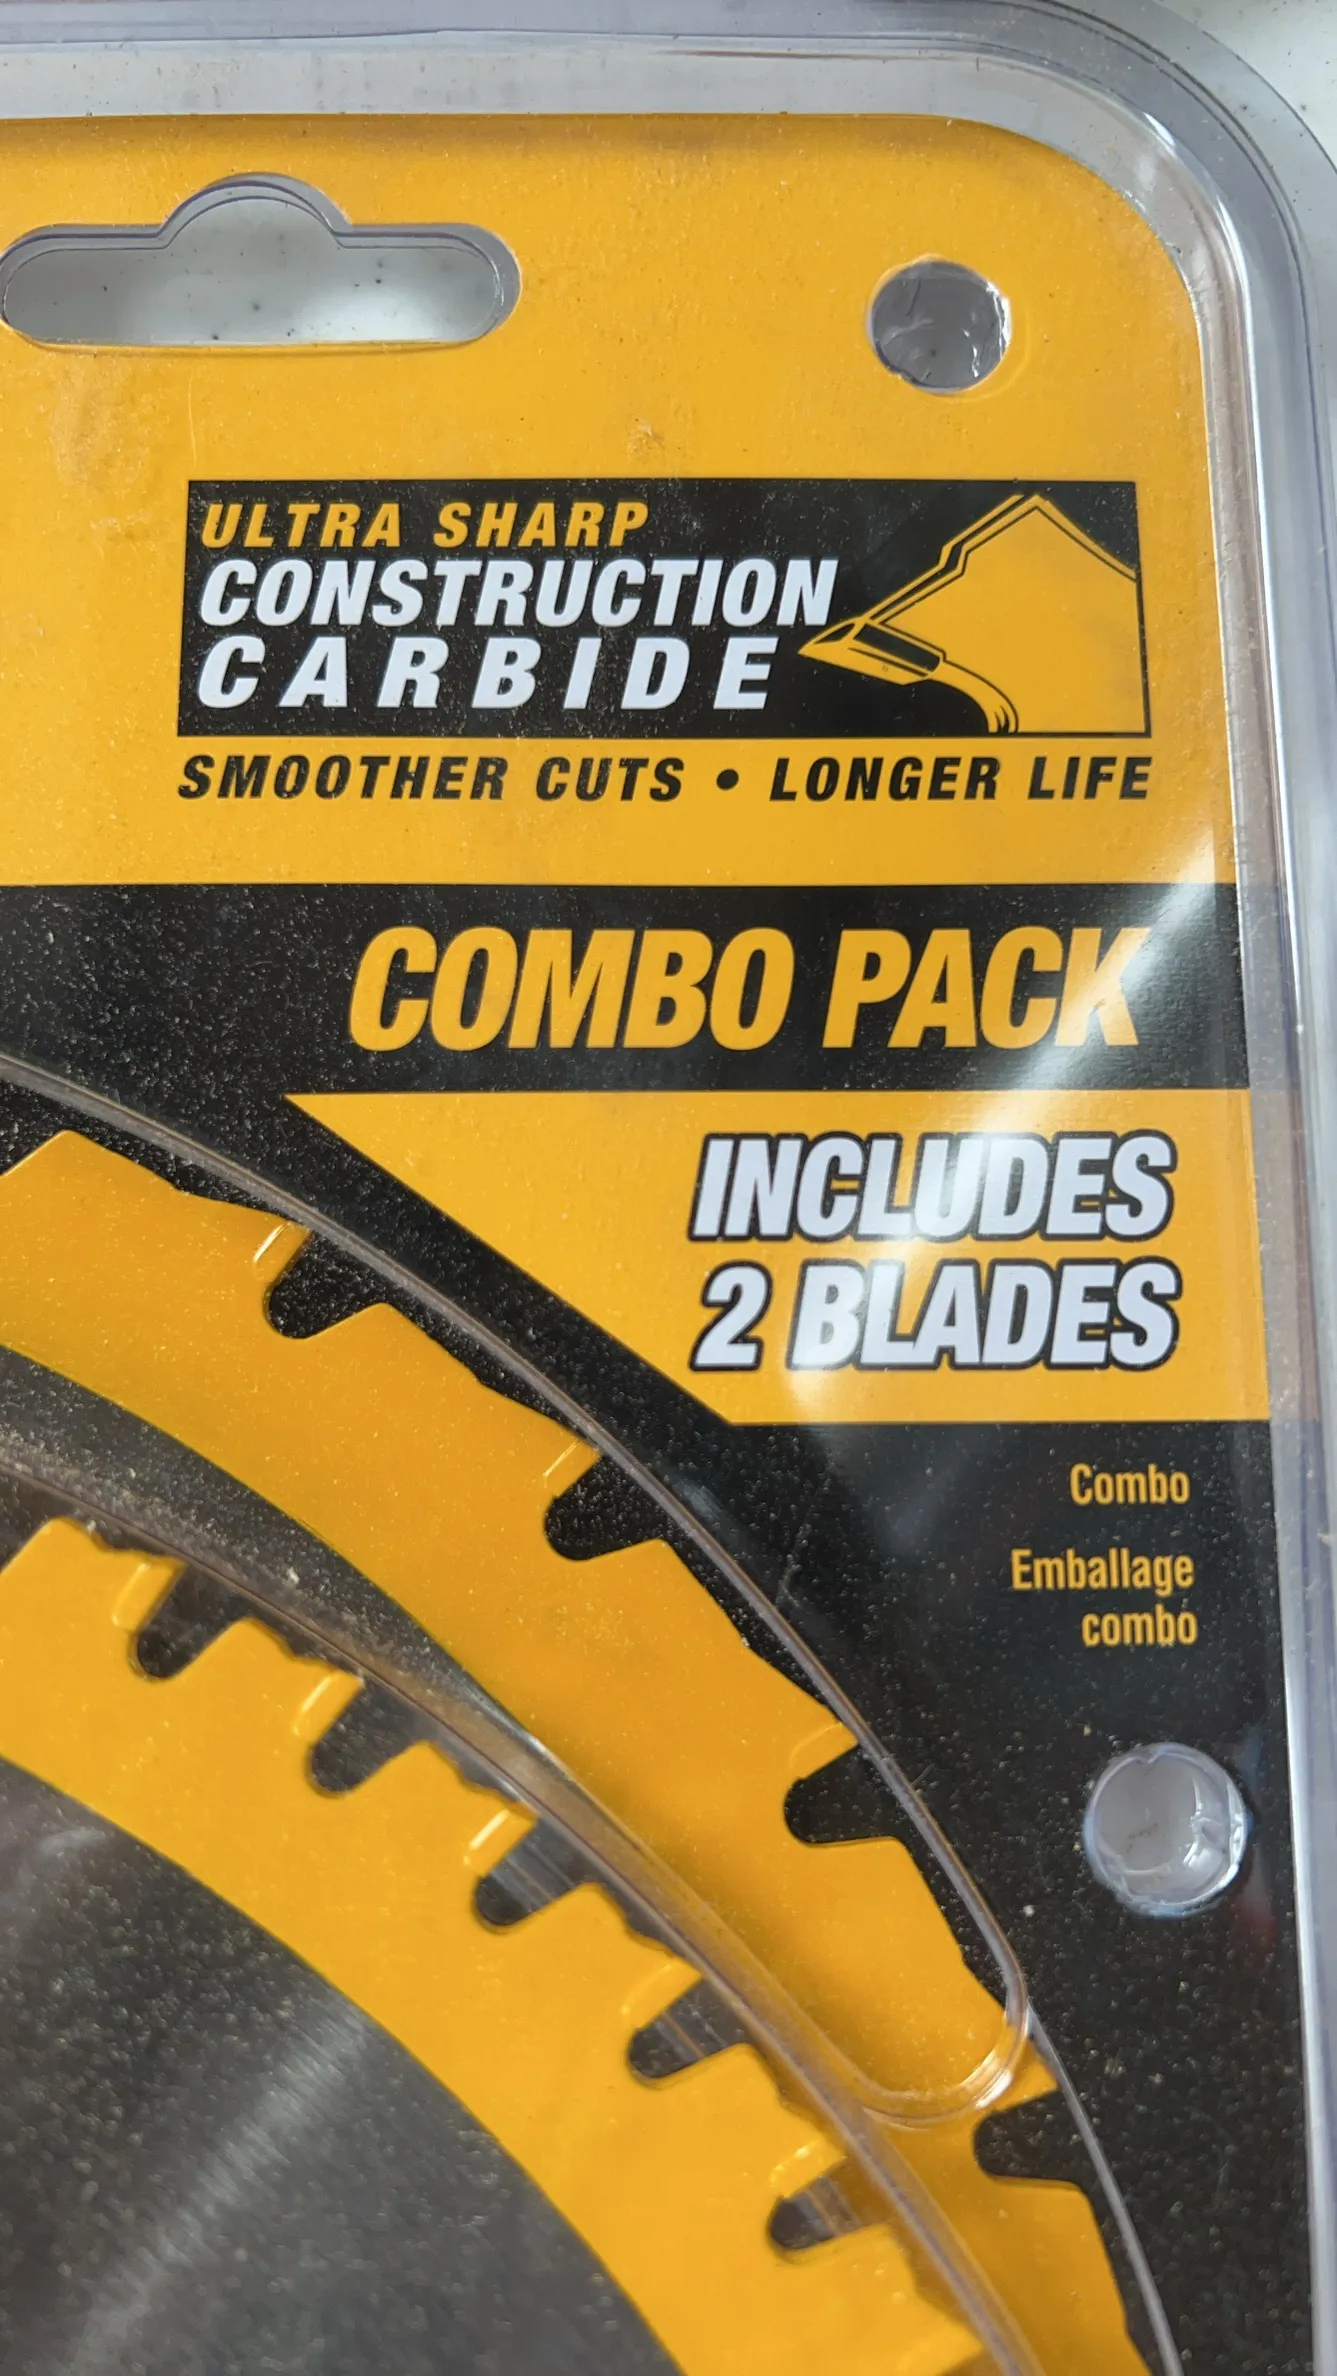 ULTRA SHARP
CONSTRUCTION
CARBIDE
SMOOTHER CUTS • LONGER LIFE
COMBO PACK
INCLUDES
2 BLADES
Combo
Emballage
combo